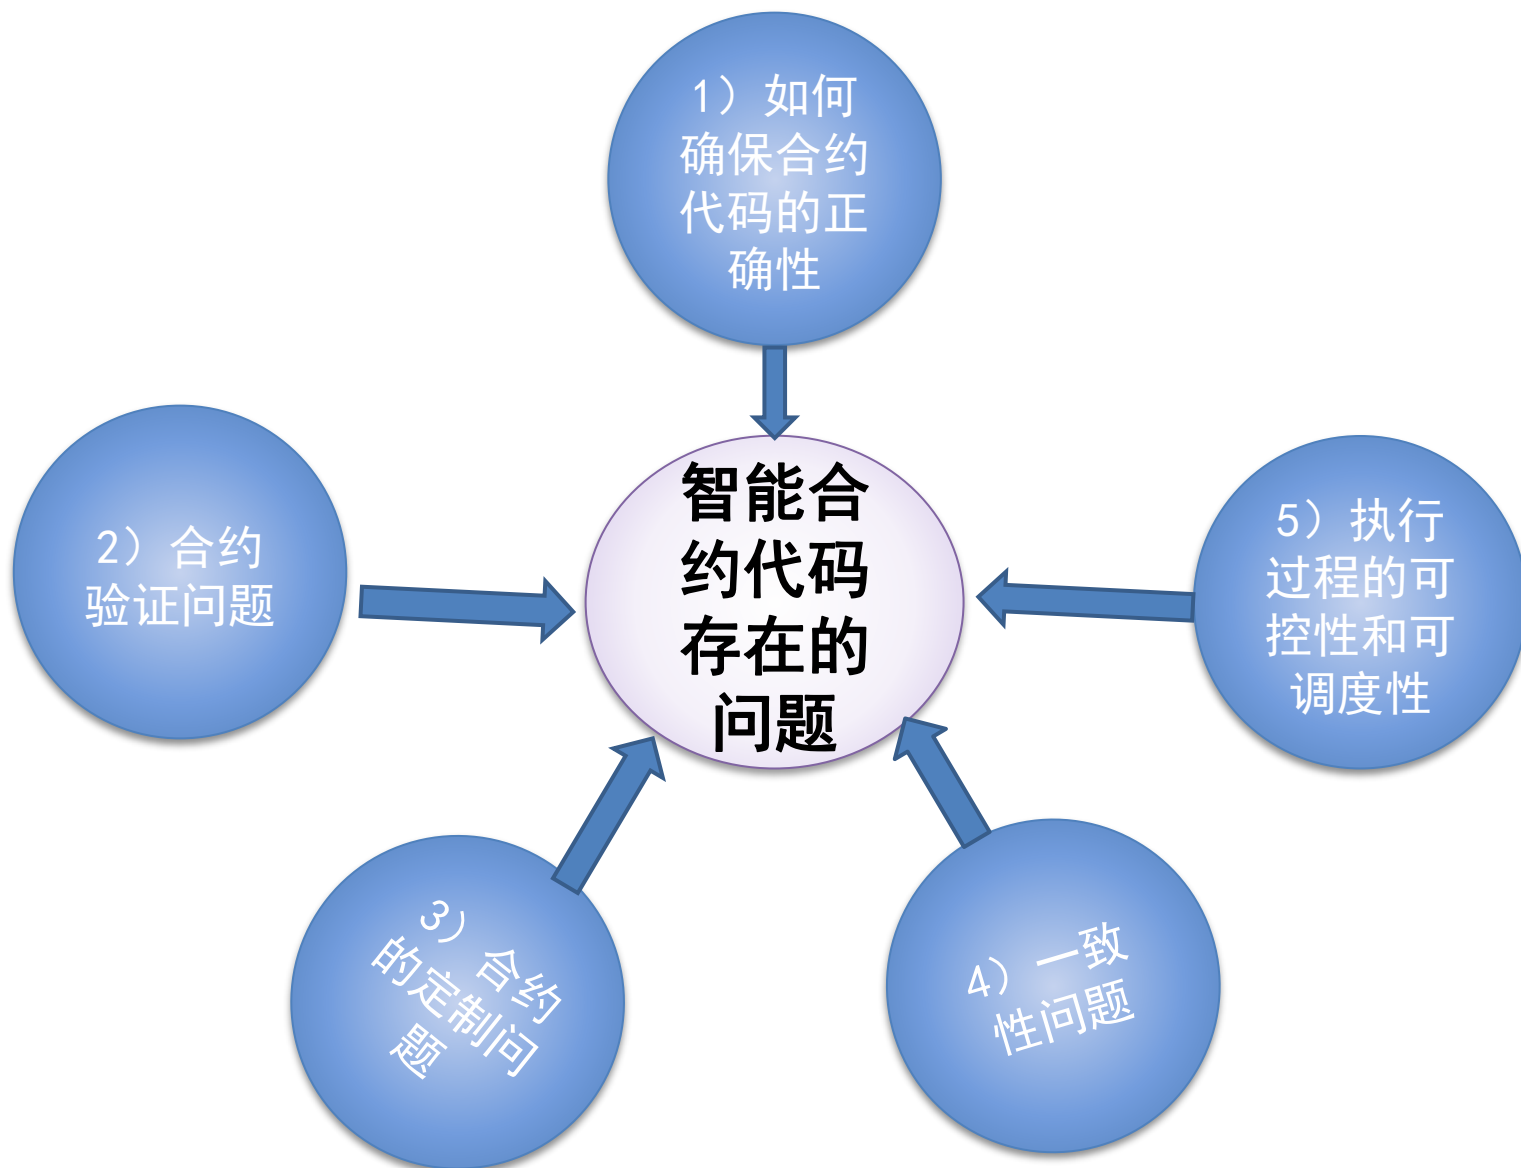 1）如何
确保合约
代码的正
确性
2）合约
验证问题
智能合
约代码
存在的
问题
5）执行
过程的可
控性和可
调度性
3）合约
的定制问
题
4）一致
性问题